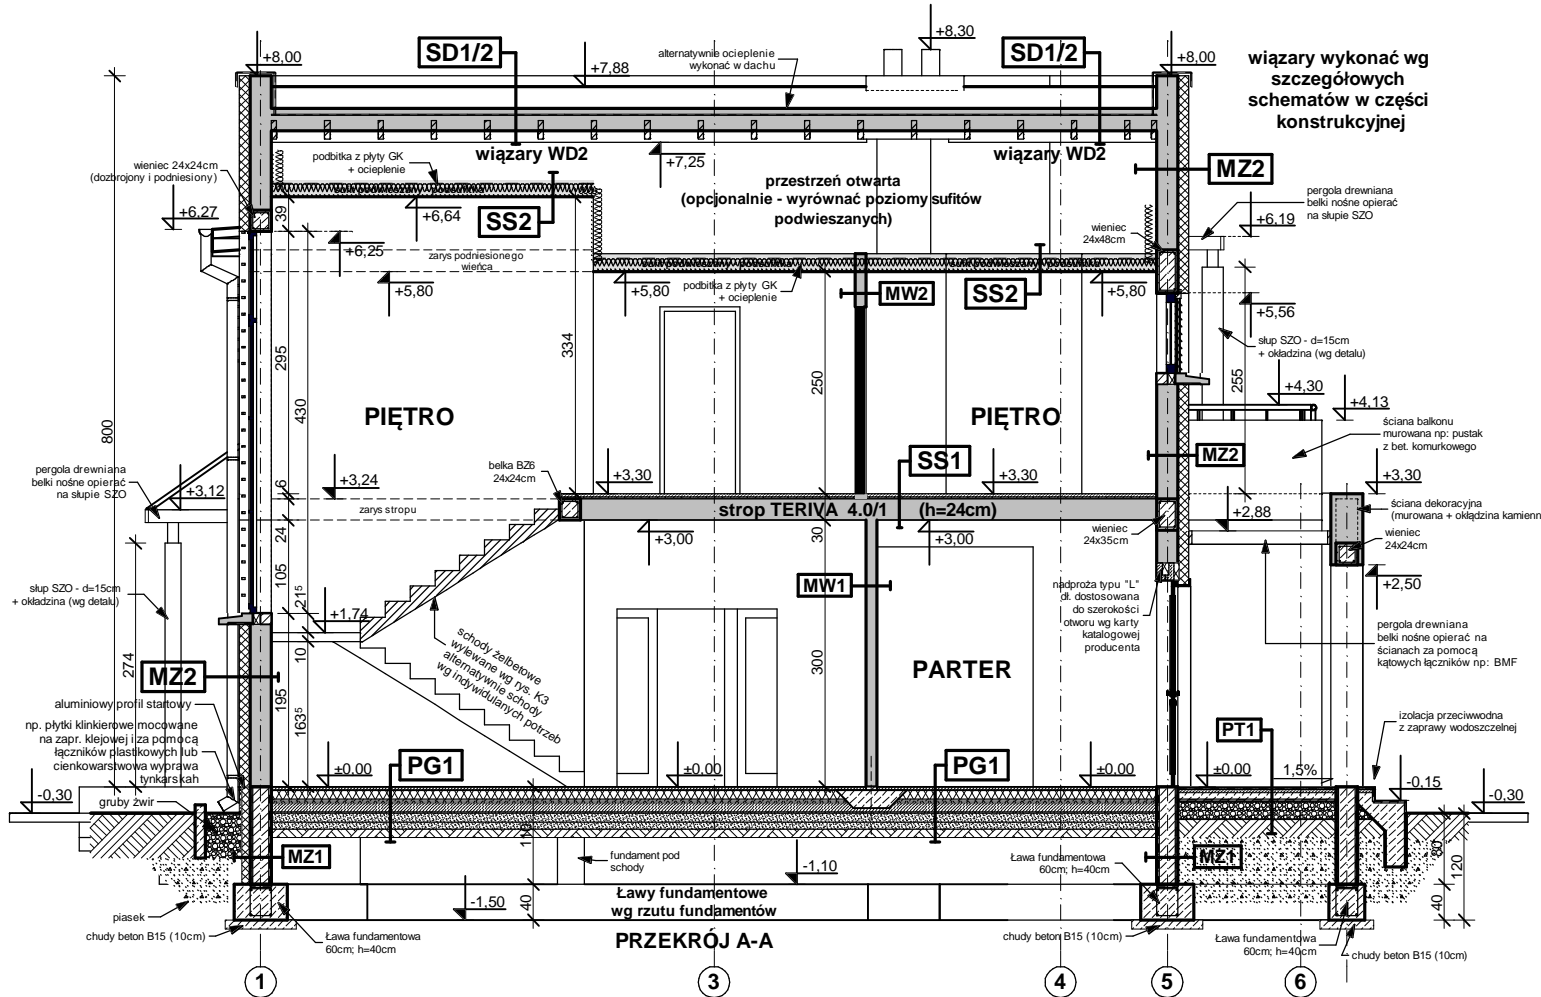 +8,30
SD1/2
SD1/2
+8,00
+7,88
alternatywnie ocieplenie
wykonać w dachu
+8,00
wiązary wykonać wg
szczegółowych
schematów w części
konstrukcyjnej
wiązary WD2
+7,25
wiązary WD2
MZ2
wieniec 24x24cm
(dozbrojony i podniesiony)
podbitka z płyty GK
+ ocieplenie
przestrzeń otwarta
(opcjonalnie - wyrównać poziomy sufitów
podwieszanych)
pergola drewniana
belki nośne opierać
na słupie SZO
+6,27
39
+6,64
SS2
+6,19
wieniec
24x48cm
+6,25
zarys podniesionego
wieńca
+5,80
+5,80
podbitka z płyty GK
+ ocieplenie
MW2
SS2
+5,80
+5,56
słup SZO - d=15cm
+ okładzina (wg detalu)
295
430
334
250
255
800
PIĘTRO
PIĘTRO
+4,30
+4,13
ściana balkonu
murowana np: pustak
z bet. komurkowego
pergola drewniana
belki nośne opierać
na słupie SZO
+3,12
6
+3,24
belka BZ6
24x24cm
+3,30
SS1
+3,30
MZ2
+3,30
zarys stropu
strop TERIVA 4.0/1 (h=24cm)
ściana dekoracyjna
(murowana + okłądzina kamienn
24
+3,00
30
+3,00
wieniec
24x35cm
+2,88
wieniec
24x24cm
+2,50
105
21⁵
MW1
nadproża typu "L"
dł. dostosowana
do szerokości
otworu wg karty
katalogowej
producenta
słup SZO - d=15cm
+ okładzina (wg detalu)
+1,74
schody żelbetowe
wylewane wg rys. K3
alternatywnie schody
wg indywidulanych potrzeb
pergola drewniana
belki nośne opierać na
ścianach za pomocą
kątowych łączników np: BMF
274
MZ2
10
195
163⁵
300
PARTER
aluminiowy profil startowy
np. płytki klinkierowe mocowane
na zapr. klejowej i za pomocą
łączników plastikowych lub
cienkowarstwowa wyprawa
tynkarskah
izolacja przeciwwodna
z zaprawy wodoszczelnej
PT1
PG1
PG1
±0.00
±0.00
±0.00
±0.00
1,5%
-0,30
gruby żwir
-0,15
-0,30
MZ1
110
fundament pod
schody
-1,10
Ława fundamentowa
60cm; h=40cm
MZ1
80
120
-1,50
40
Ławy fundamentowe
wg rzutu fundamentów
40
piasek
chudy beton B15 (10cm)
Ława fundamentowa
60cm; h=40cm
PRZEKRÓJ A-A
chudy beton B15 (10cm)
Ława fundamentowa
60cm; h=40cm
chudy beton B15 (10cm)
1
3
4
5
6